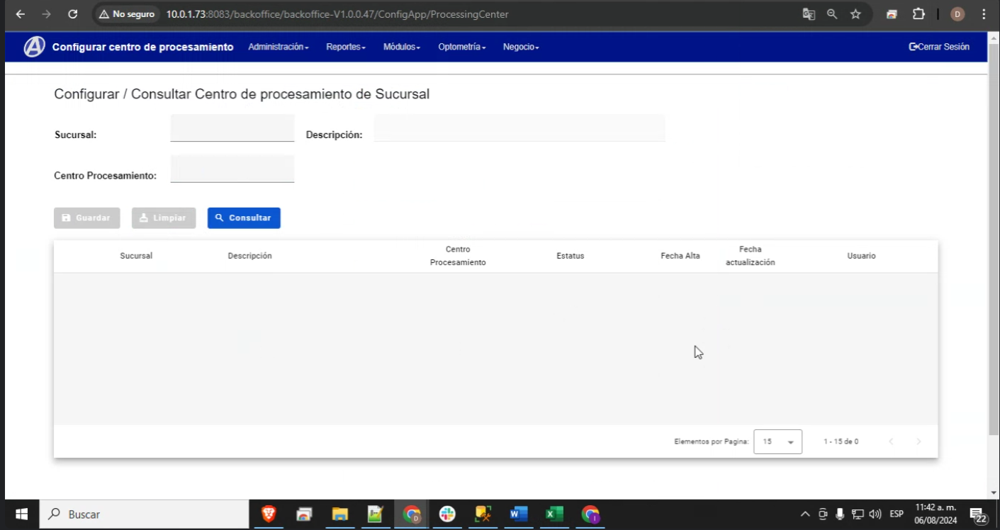 No seguro 10.0.1.73:8083/backoffice/backoffice-V1.0.0.47/ConfigApp/ProcessingCenter D
A Configurar centro de procesamiento Administración Reportes Módulos Optometría Negocio Cerrar Sesión
Configurar / Consultar Centro de procesamiento de Sucursal
Sucursal: Descripción:
Centro Procesamiento:
Guardar Limpiar Consultar
Sucursal Descripción Centro Procesamiento Estatus Fecha Alta Fecha actualización Usuario
Elementos por Pagina: 15 1 - 15 de 0
Buscar ESP 11:42 a. m.
06/08/2024 22